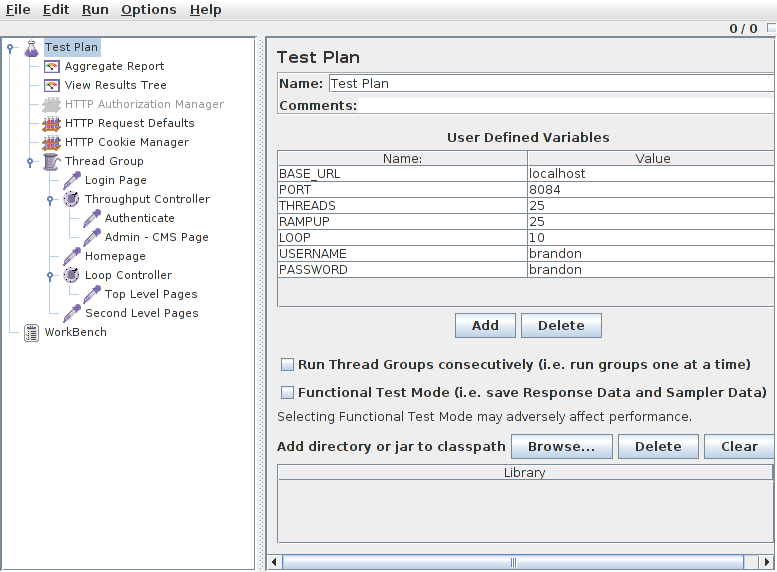 File Edit Run Options Help
0 / 0
Test Plan
Aggregate Report
View Results Tree
HTTP Authorization Manager
HTTP Request Defaults
HTTP Cookie Manager
Thread Group
Login Page
Throughput Controller
Authenticate
Admin - CMS Page
Homepage
Loop Controller
Top Level Pages
Second Level Pages
WorkBench
Test Plan
Name: Test Plan
Comments:
User Defined Variables
Name: Value
BASE_URL localhost
PORT 8084
THREADS 25
RAMPUP 25
LOOP 10
USERNAME brandon
PASSWORD brandon
Add Delete
Run Thread Groups consecutively (i.e. run groups one at a time)
Functional Test Mode (i.e. save Response Data and Sampler Data)
Selecting Functional Test Mode may adversely affect performance.
Add directory or jar to classpath Browse... Delete Clear
Library